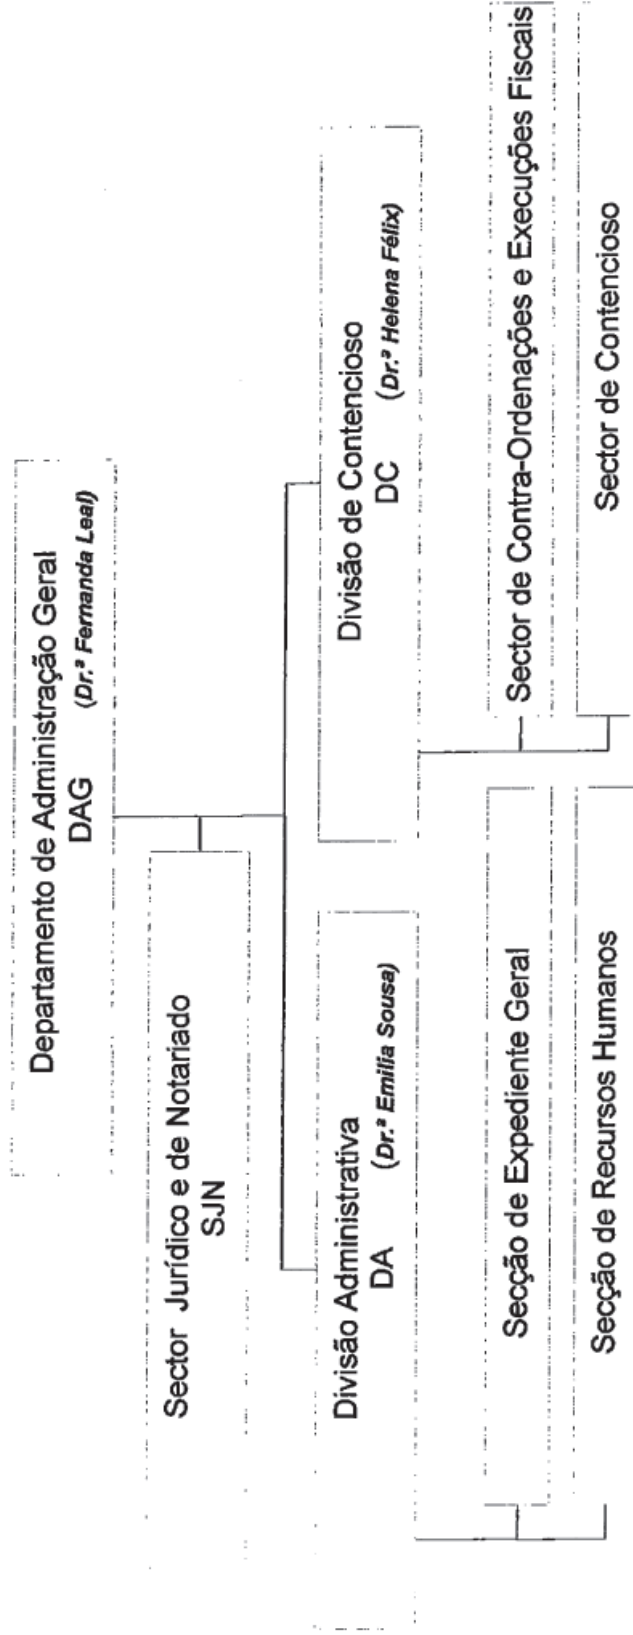 Departamento de Administração Geral
DAG (Dr.ª Fernanda Leal)
Sector Jurídico e de Notariado
SJN
Divisão Administrativa
DA (Dr.ª Emilia Sousa)
Divisão de Contencioso
DC (Dr.ª Helena Félix)
Secção de Expediente Geral
Secção de Recursos Humanos
Sector de Contra-Ordenações e Execuções Fiscais
Sector de Contencioso